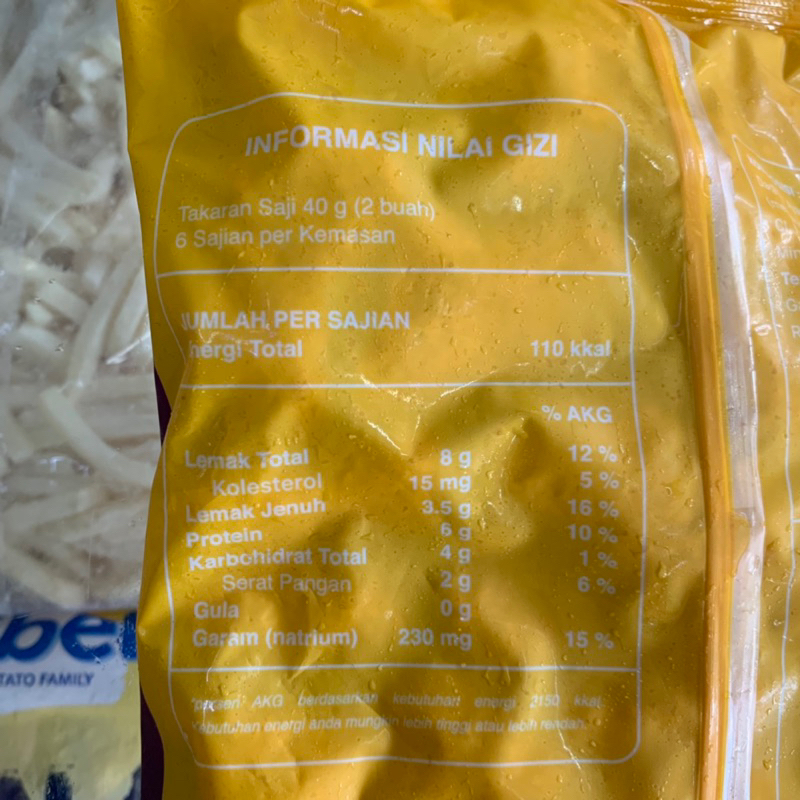 INFORMASI NILAI GIZI
Takaran Saji 40 g (2 buah)
6 Sajian per Kemasan
JUMLAH PER SAJIAN
nergi Total 110 kkal
% AKG
Lemak Total 8 g 12 %
Kolesterol 15 mg 5 %
Lemak Jenuh 3.5 g 16 %
Protein 6 g 10 %
Karbohidrat Total 4 g 1 %
Serat Pangan 2 g 6 %
Gula 0 g
Garam (natrium) 230 mg 15 %
AKG berdasarkan kebutuhan energi 2150 kkal
Kebutuhan energi anda mungkin lebih tinggi atau lebih rendah.
be
TATO FAMILY